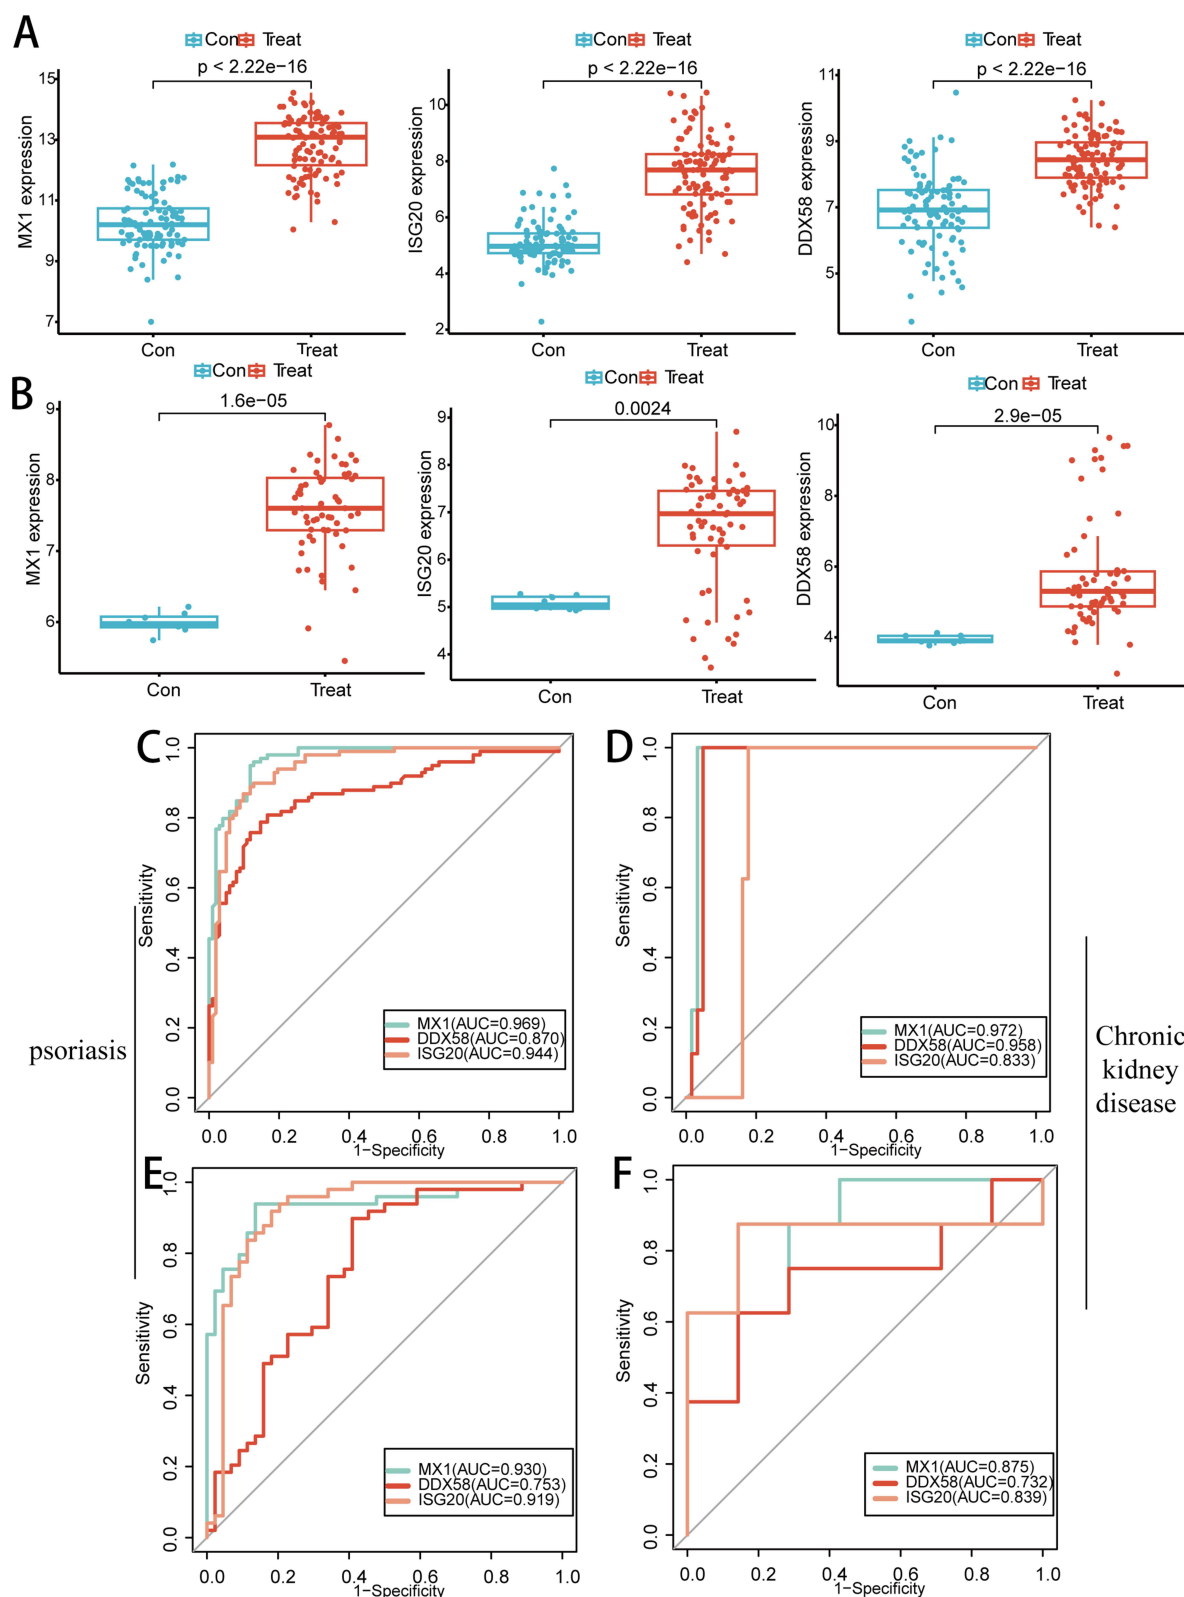 A
Con Treat
p < 2.22e−16
MX1 expression
15
13
11
9
7
Con Treat
Con Treat
p < 2.22e−16
ISG20 expression
10
8
6
4
2
Con Treat
Con Treat
p < 2.22e−16
DDX58 expression
11
9
7
5
Con Treat
B
Con Treat
1.6e−05
MX1 expression
9
8
7
6
Con Treat
Con Treat
0.0024
ISG20 expression
9
8
7
6
5
4
Con Treat
Con Treat
2.9e−05
DDX58 expression
10
8
6
4
Con Treat
C
Sensitivity
1.0
0.8
0.6
0.4
0.2
0.0
MX1(AUC=0.969)
DDX58(AUC=0.870)
ISG20(AUC=0.944)
0.0 0.2 0.4 0.6 0.8 1.0
1−Specificity
D
Sensitivity
1.0
0.8
0.6
0.4
0.2
0.0
MX1(AUC=0.972)
DDX58(AUC=0.958)
ISG20(AUC=0.833)
0.0 0.2 0.4 0.6 0.8 1.0
1−Specificity
psoriasis
Chronic
kidney
disease
E
Sensitivity
1.0
0.8
0.6
0.4
0.2
0.0
MX1(AUC=0.930)
DDX58(AUC=0.753)
ISG20(AUC=0.919)
0.0 0.2 0.4 0.6 0.8 1.0
1−Specificity
F
Sensitivity
1.0
0.8
0.6
0.4
0.2
0.0
MX1(AUC=0.875)
DDX58(AUC=0.732)
ISG20(AUC=0.839)
0.0 0.2 0.4 0.6 0.8 1.0
1−Specificity